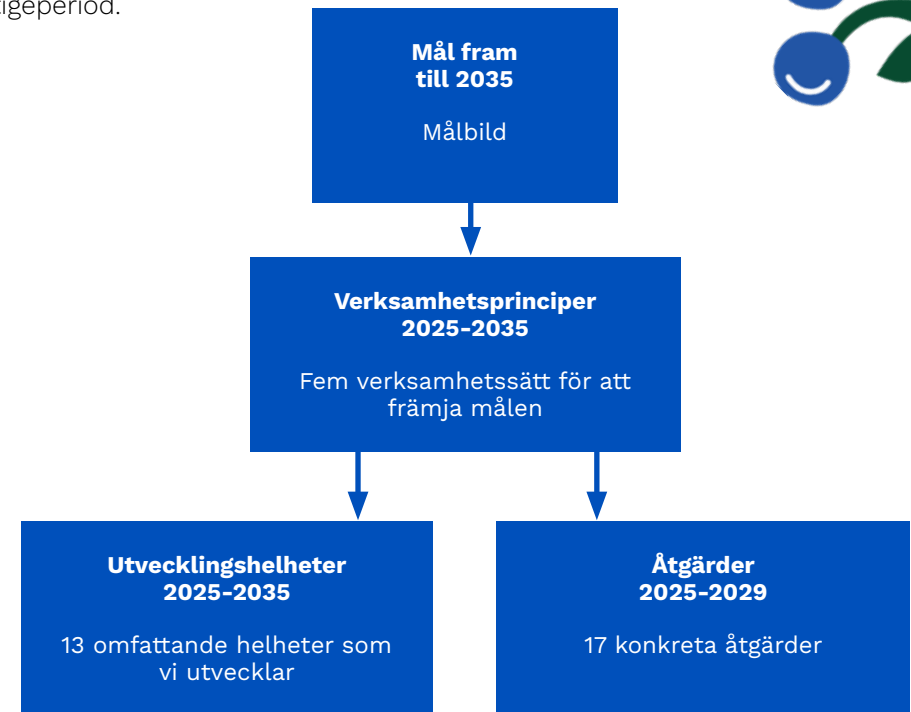 Mål fram
till 2035
Målbild
Verksamhetsprinciper
2025-2035
Fem verksamhetssätt för att
främja målen
Utvecklingshelheter
2025-2035
13 omfattande helheter som
vi utvecklar
Åtgärder
2025-2029
17 konkreta åtgärder